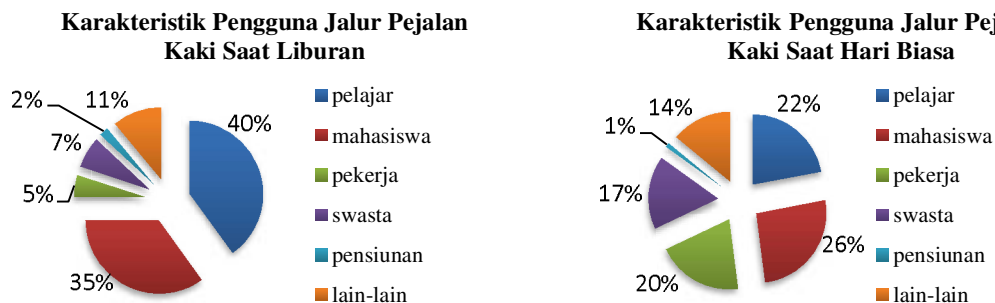 Karakteristik Pengguna Jalur Pejalan
Kaki Saat Liburan
2%
11%
40%
7%
5%
35%
pelajar
mahasiswa
pekerja
swasta
pensiunan
lain-lain
Karakteristik Pengguna Jalur Pej
Kaki Saat Hari Biasa
14%
22%
1%
17%
26%
20%
pelajar
mahasiswa
pekerja
swasta
pensiunan
lain-lain